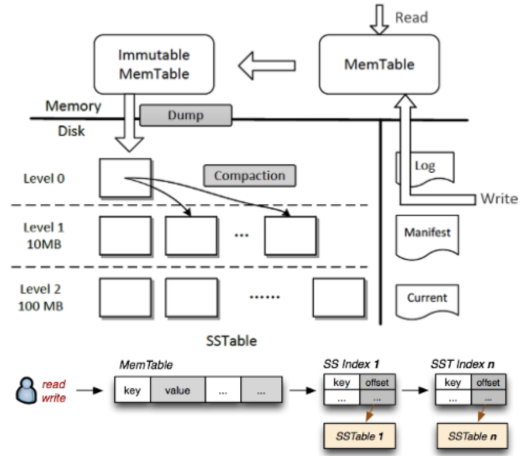 Read
Immutable
MemTable
MemTable
Memory
Dump
Disk
Log
Level 0
Compaction
Write
Level 1
10MB
...
Manifest
Level 2
100 MB
......
Current
SSTable
MemTable
SS Index 1
SST Index n
read
write
key value ... ...
key offset
... ...
key offset
... ...
SSTable 1
SSTable n